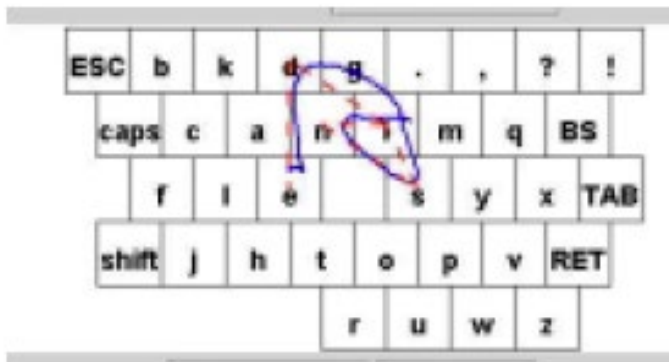 ESC b k d g . , ? !
caps c a n i m q BS
f l e s y x TAB
shift j h t o p v RET
r u w z